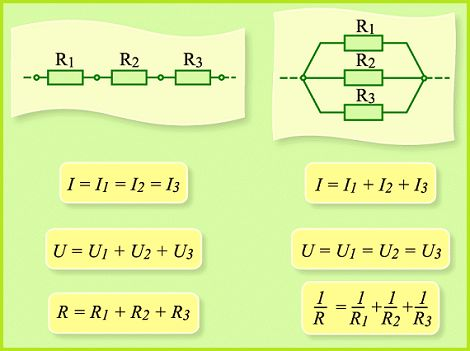 R1 R2 R3
R1
R2
R3
I = I1 = I2 = I3
U = U1 + U2 + U3
R = R1 + R2 + R3
I = I1 + I2 + I3
U = U1 = U2 = U3
1/R = 1/R1 + 1/R2 + 1/R3